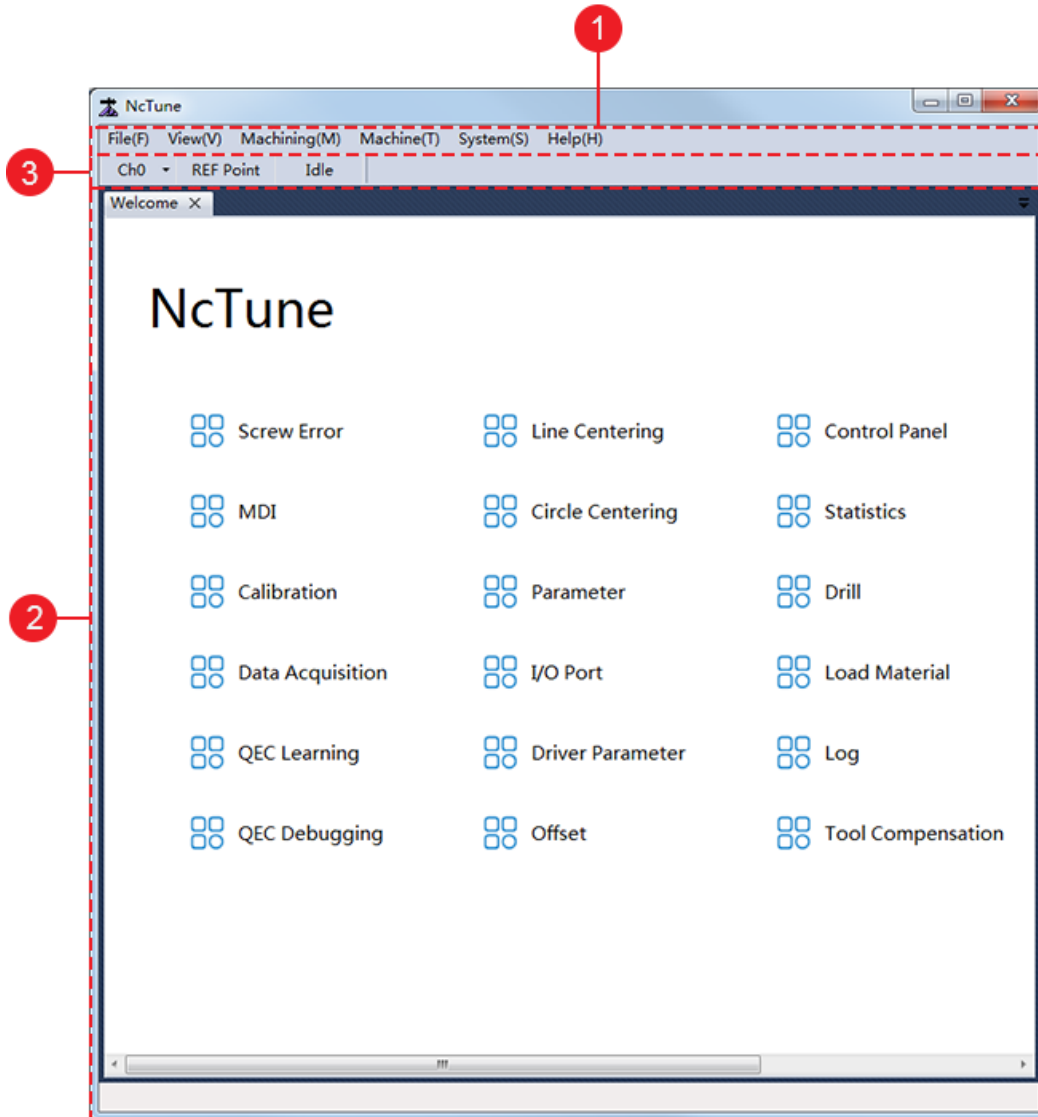 1
NcTune
File(F) View(V) Machining(M) Machine(T) System(S) Help(H)
3
Ch0 REF Point Idle
Welcome
NcTune
Screw Error Line Centering Control Panel
MDI Circle Centering Statistics
Calibration Parameter Drill
2
Data Acquisition I/O Port Load Material
QEC Learning Driver Parameter Log
QEC Debugging Offset Tool Compensation